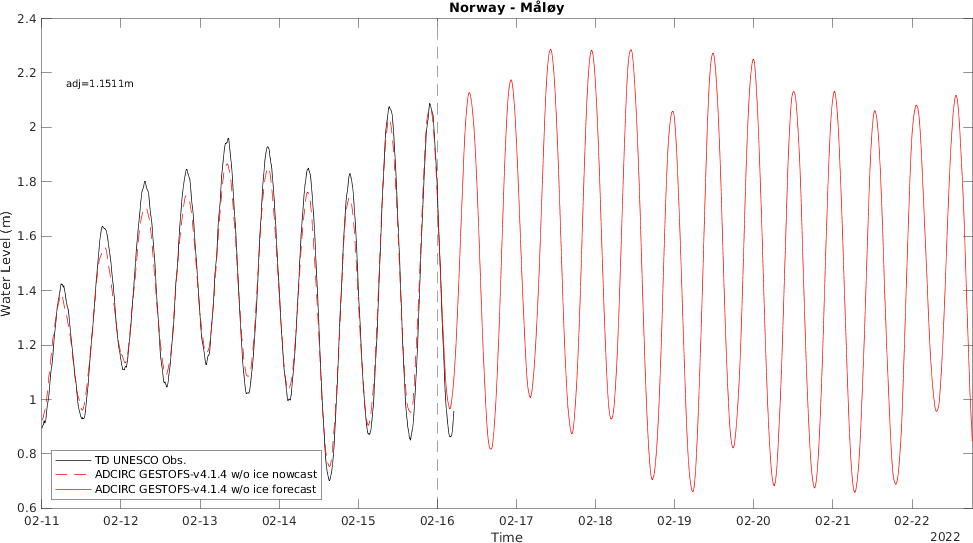 Norway - Måløy
2.4
2.2
adj=1.1511m
2
1.8
1.6
Water Level (m)
1.4
1.2
1
0.8
TD UNESCO Obs.
ADCIRC GESTOFS-v4.1.4 w/o ice nowcast
ADCIRC GESTOFS-v4.1.4 w/o ice forecast
0.6
02-11 02-12 02-13 02-14 02-15 02-16 02-17 02-18 02-19 02-20 02-21 02-22
Time 2022